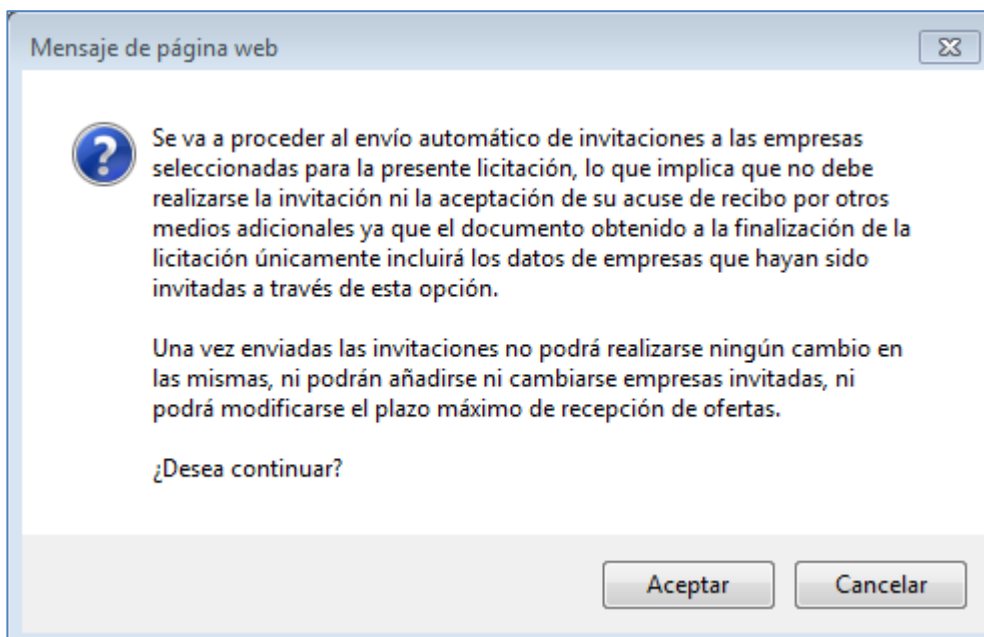 Mensaje de página web
Se va a proceder al envío automático de invitaciones a las empresas
seleccionadas para la presente licitación, lo que implica que no debe
realizarse la invitación ni la aceptación de su acuse de recibo por otros
medios adicionales ya que el documento obtenido a la finalización de la
licitación únicamente incluirá los datos de empresas que hayan sido
invitadas a través de esta opción.
Una vez enviadas las invitaciones no podrá realizarse ningún cambio en
las mismas, ni podrán añadirse ni cambiarse empresas invitadas, ni
podrá modificarse el plazo máximo de recepción de ofertas.
¿Desea continuar?
Aceptar Cancelar